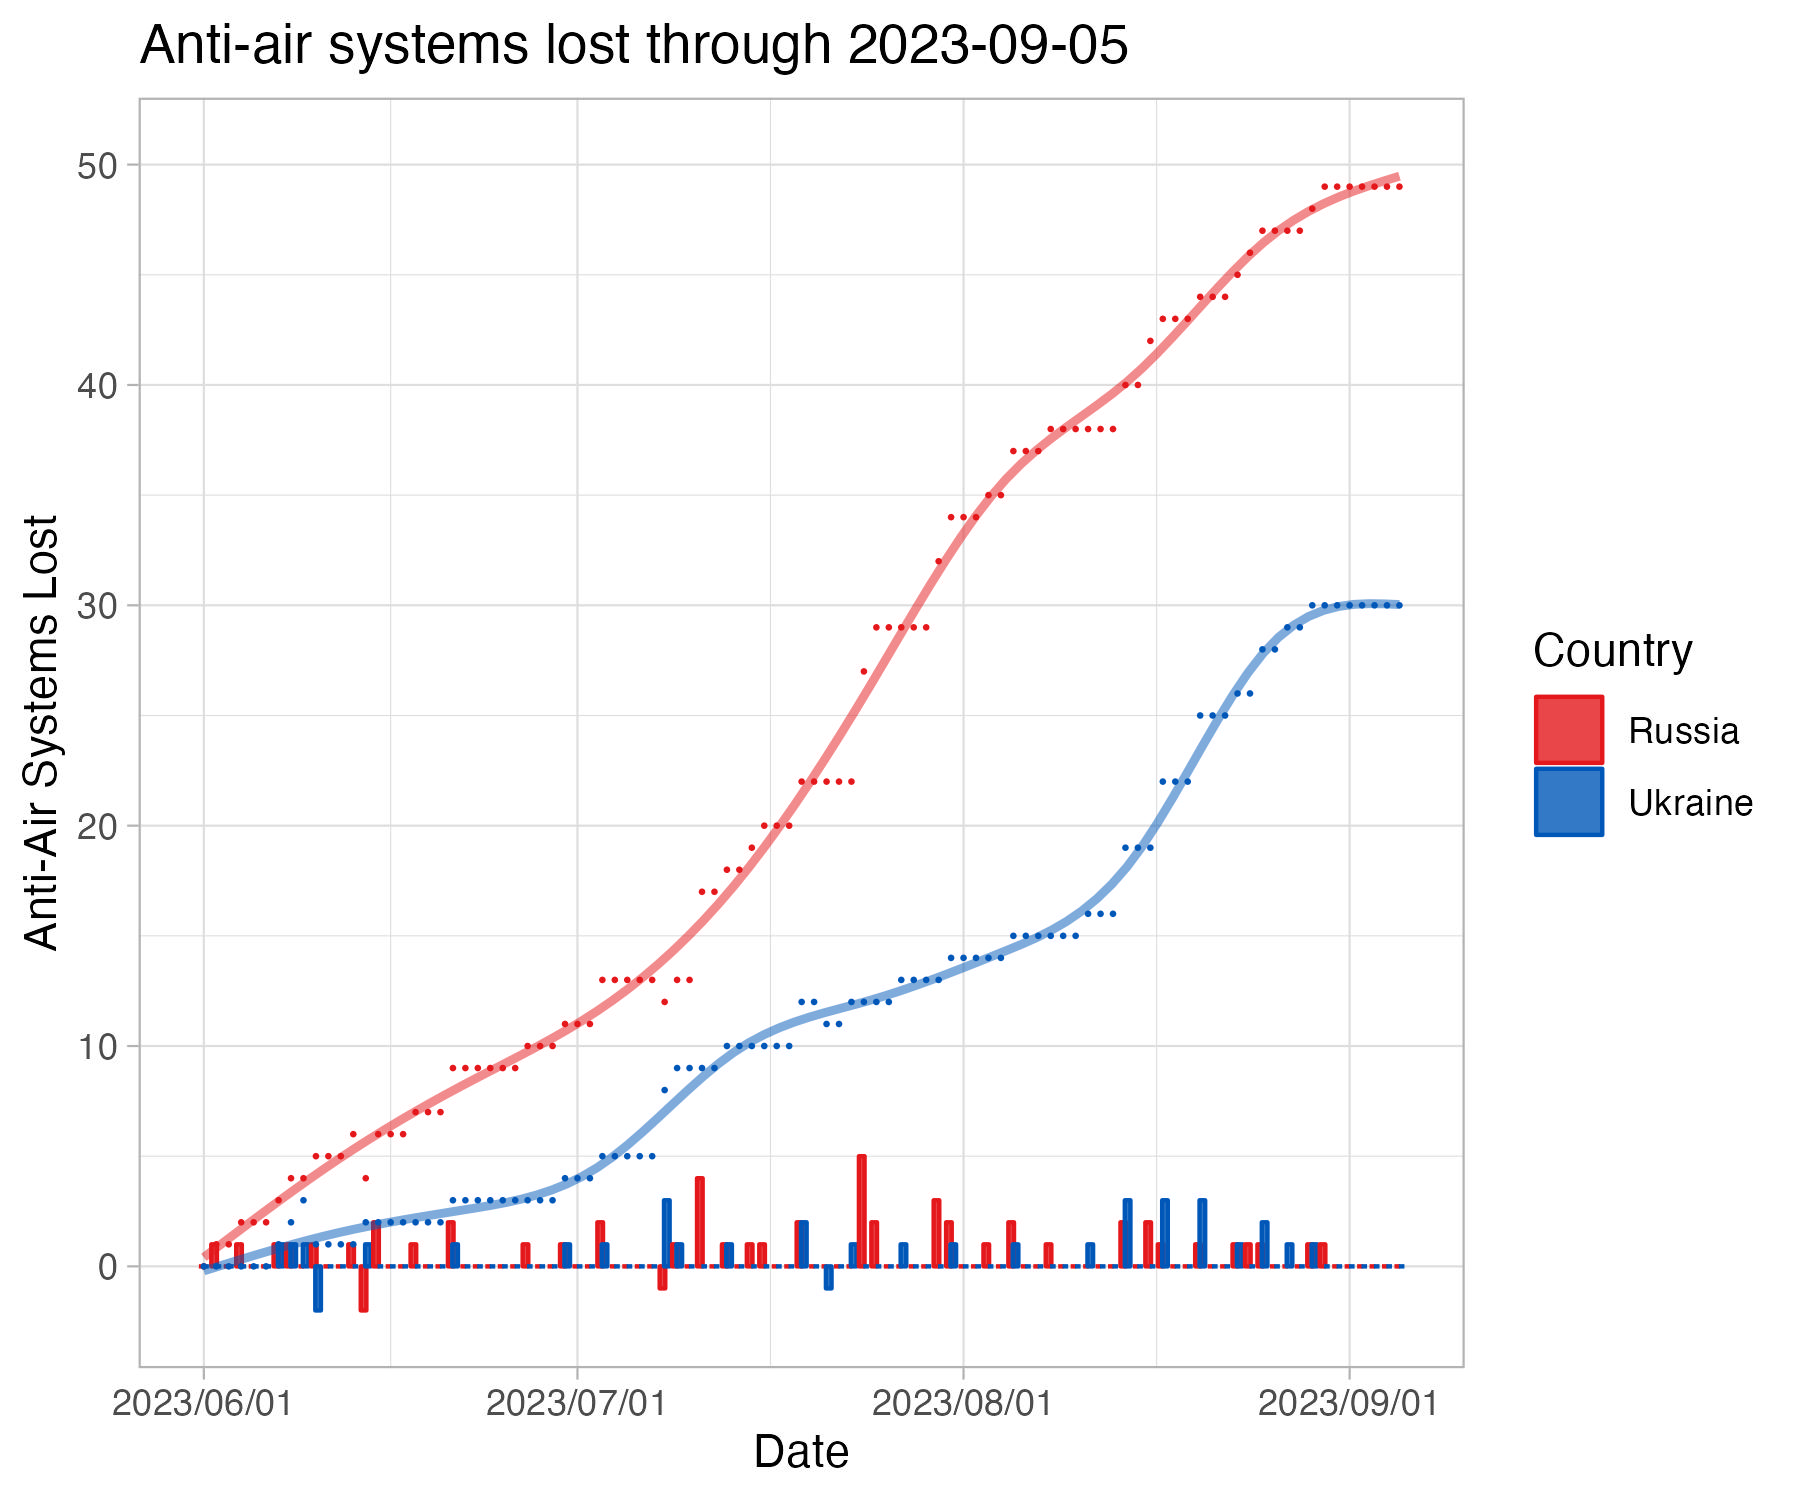 Anti-air systems lost through 2023-09-05
Anti-Air Systems Lost
50
40
30
20
10
0
2023/06/01
2023/07/01
2023/08/01
2023/09/01
Date
Country
Russia
Ukraine